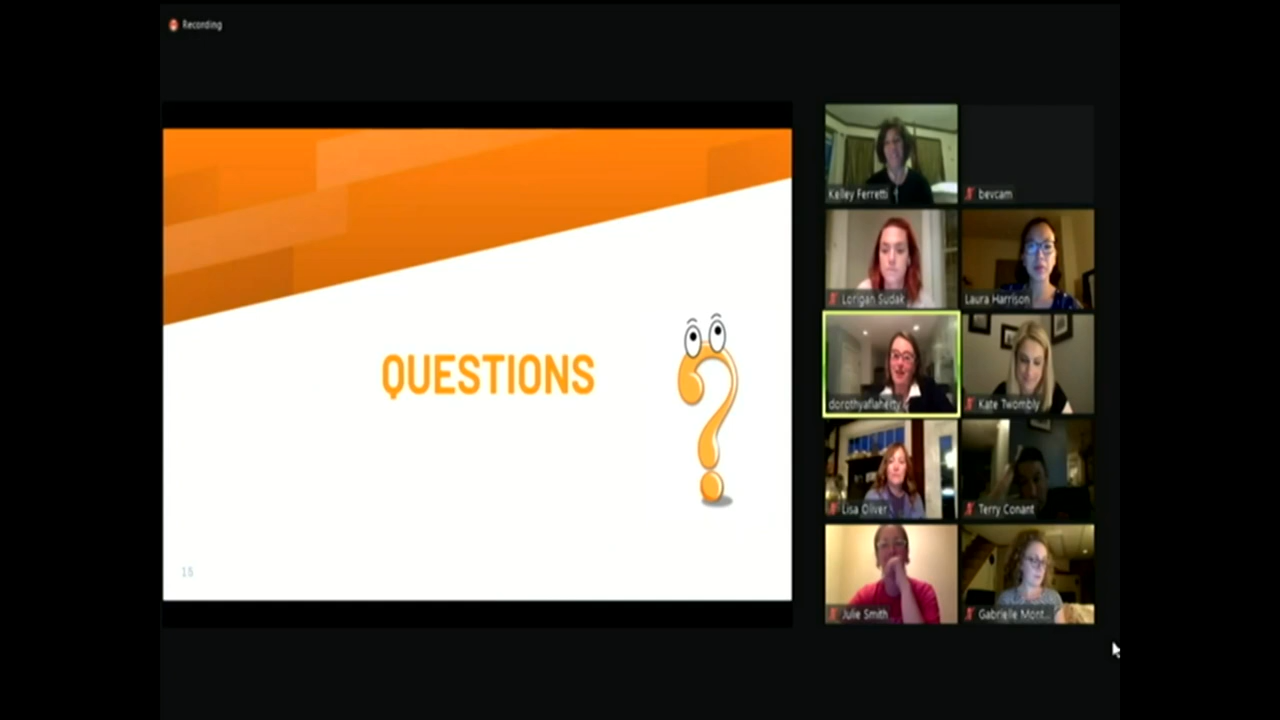 Recording
Kelley Ferretti
bevcam
Lorigan Sudak
Laura Harrison
QUESTIONS
dorothyaflaherty
Kate Twombly
Lisa Oliver
Terry Conant
15
Julie Smith
Gabrielle Mont...